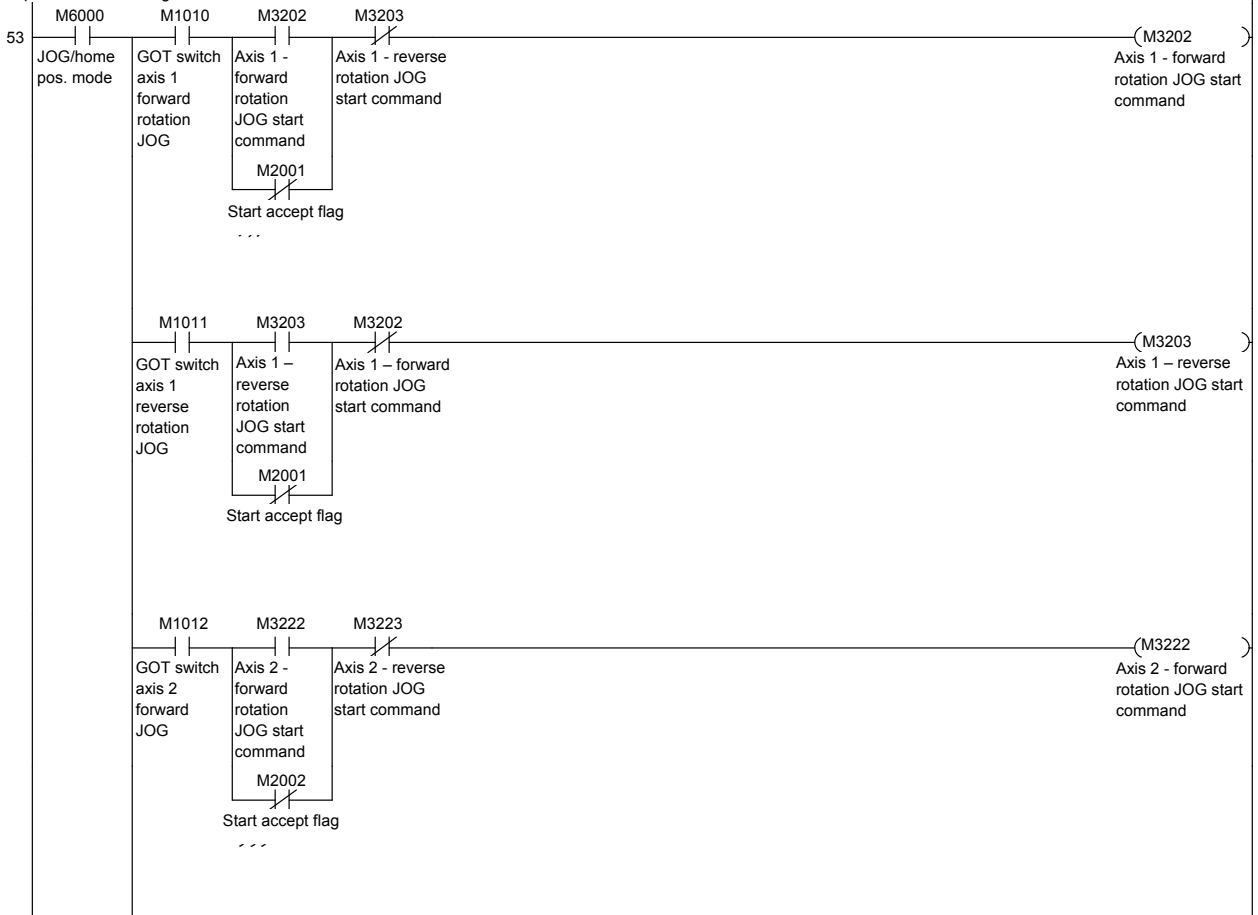 M6000 M1010 M3202 M3203
53
(M3202 )
JOG/home
pos. mode
GOT switch
axis 1
forward
rotation
JOG
Axis 1 -
forward
rotation
JOG start
command
Axis 1 - reverse
rotation JOG
start command
Axis 1 - forward
rotation JOG start
command
M2001
Start accept flag
M1011 M3203 M3202
(M3203 )
GOT switch
axis 1
reverse
rotation
JOG
Axis 1 –
reverse
rotation
JOG start
command
Axis 1 – forward
rotation JOG
start command
Axis 1 – reverse
rotation JOG start
command
M2001
Start accept flag
M1012 M3222 M3223
(M3222 )
GOT switch
axis 2
forward
JOG
Axis 2 -
forward
rotation
JOG start
command
Axis 2 - reverse
rotation JOG
start command
Axis 2 - forward
rotation JOG start
command
M2002
Start accept flag